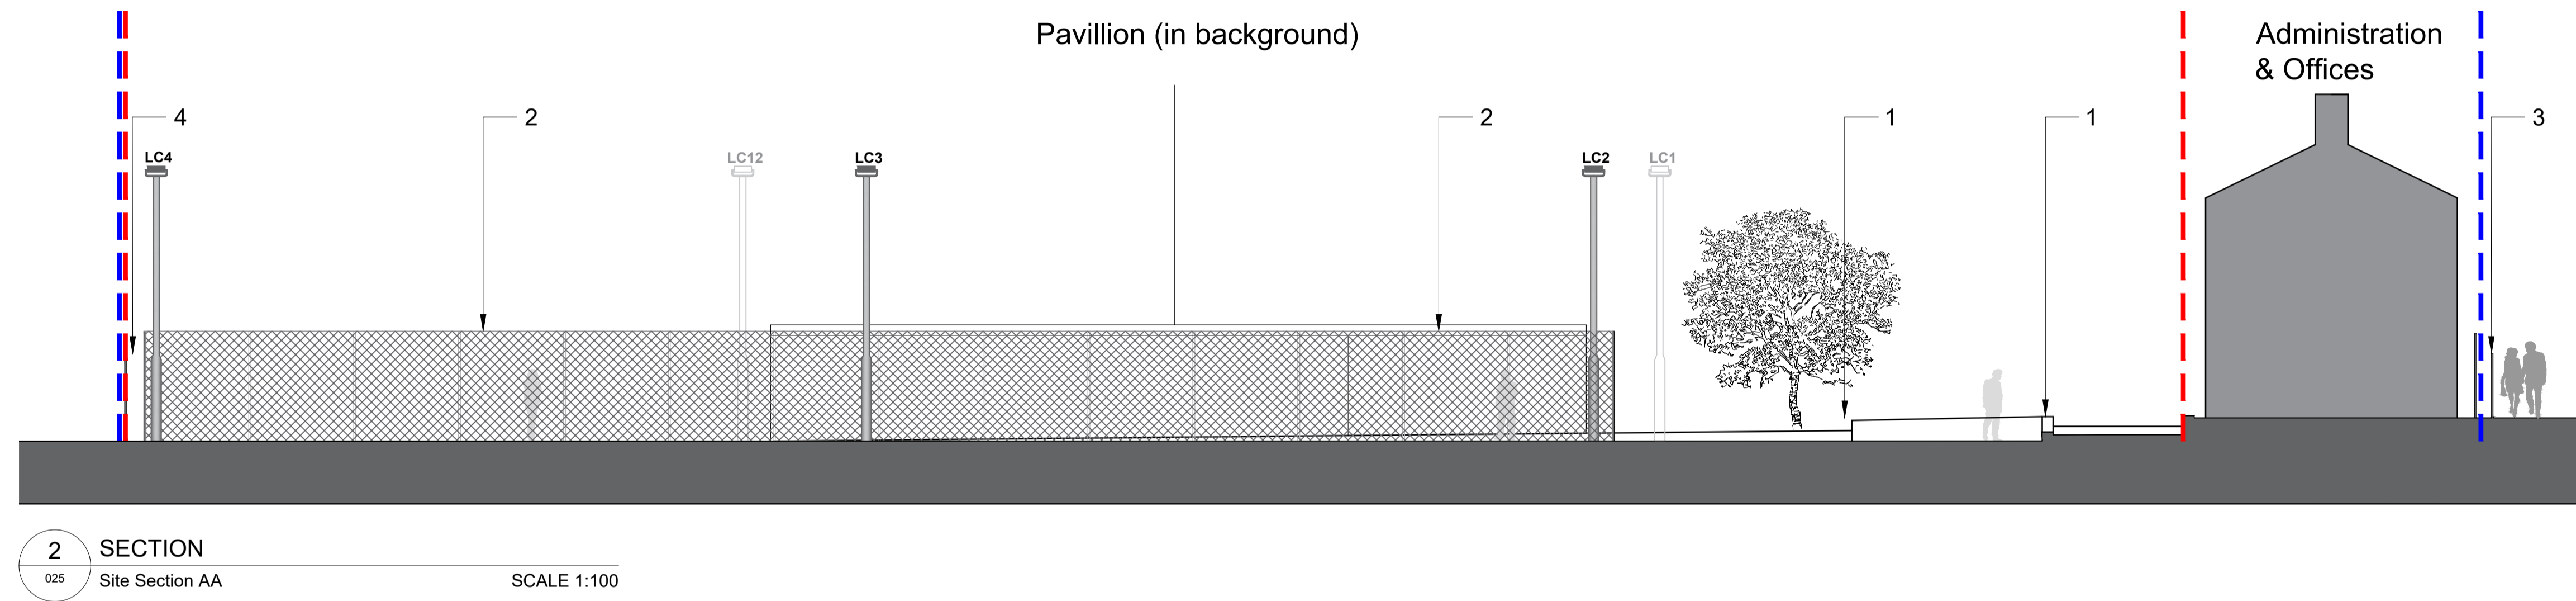 Pavillion (in background)
Administration
& Offices
4
2
2
1
1
3
LC4
LC12
LC3
LC2
LC1
2
025
SECTION
Site Section AA
SCALE 1:100